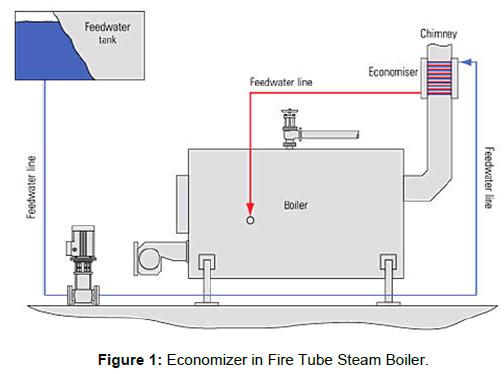 Feedwater
tank
Chimney
Economiser
Feedwater line
Feedwater line
Feedwater line
Boiler
Figure 1: Economizer in Fire Tube Steam Boiler.